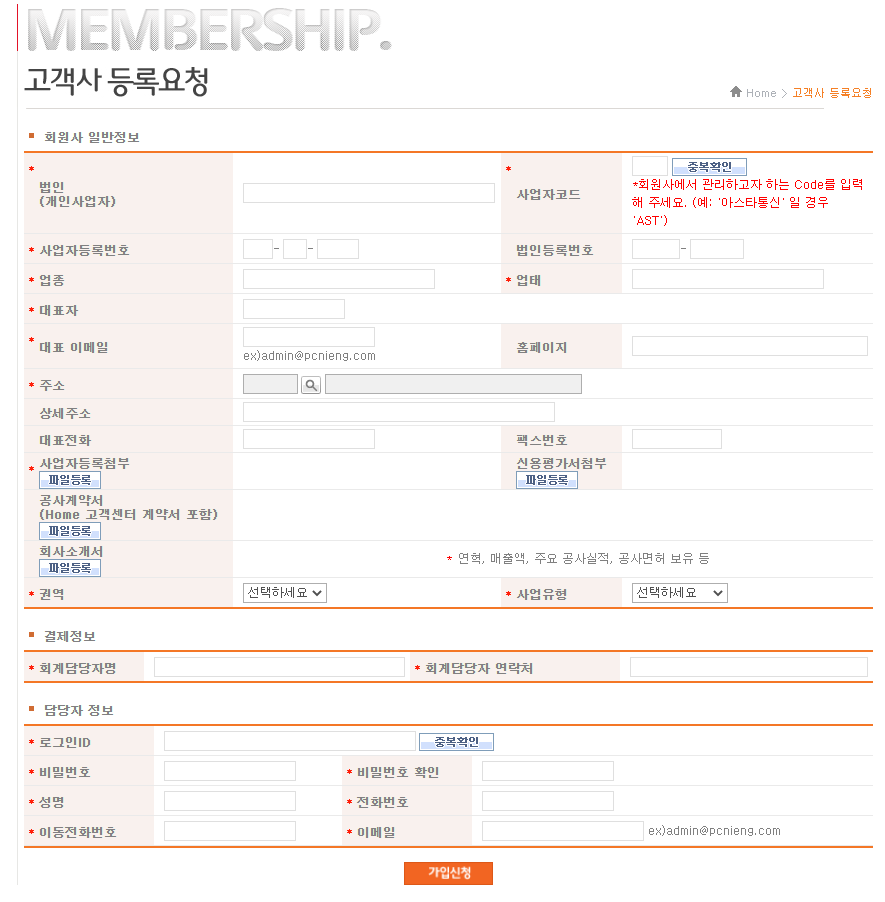 MEMBERSHIP.
고객사 등록요청
Home > 고객사 등록요청
회원사 일반정보
* 법인
(개인사업자)
* 사업자코드
중복확인
*회원사에서 관리하고자 하는 Code를 입력
해 주세요. (예: '아스타통신' 일 경우
'AST')
* 사업자등록번호 - -
법인등록번호 -
* 업종
* 업태
* 대표자
* 대표 이메일
ex)admin@pcnieng.com
홈페이지
* 주소
상세주소
대표전화
팩스번호
* 사업자등록첨부
파일등록
신용평가서첨부
파일등록
공사계약서
(Home 고객센터 계약서 포함)
파일등록
회사소개서
파일등록
* 연혁, 매출액, 주요 공사실적, 공사면허 보유 등
* 권역 선택하세요
* 사업유형 선택하세요
결제정보
* 회계담당자명
* 회계담당자 연락처
담당자 정보
* 로그인ID 중복확인
* 비밀번호
* 비밀번호 확인
* 성명
* 전화번호
* 이동전화번호
* 이메일 ex)admin@pcnieng.com
가입신청